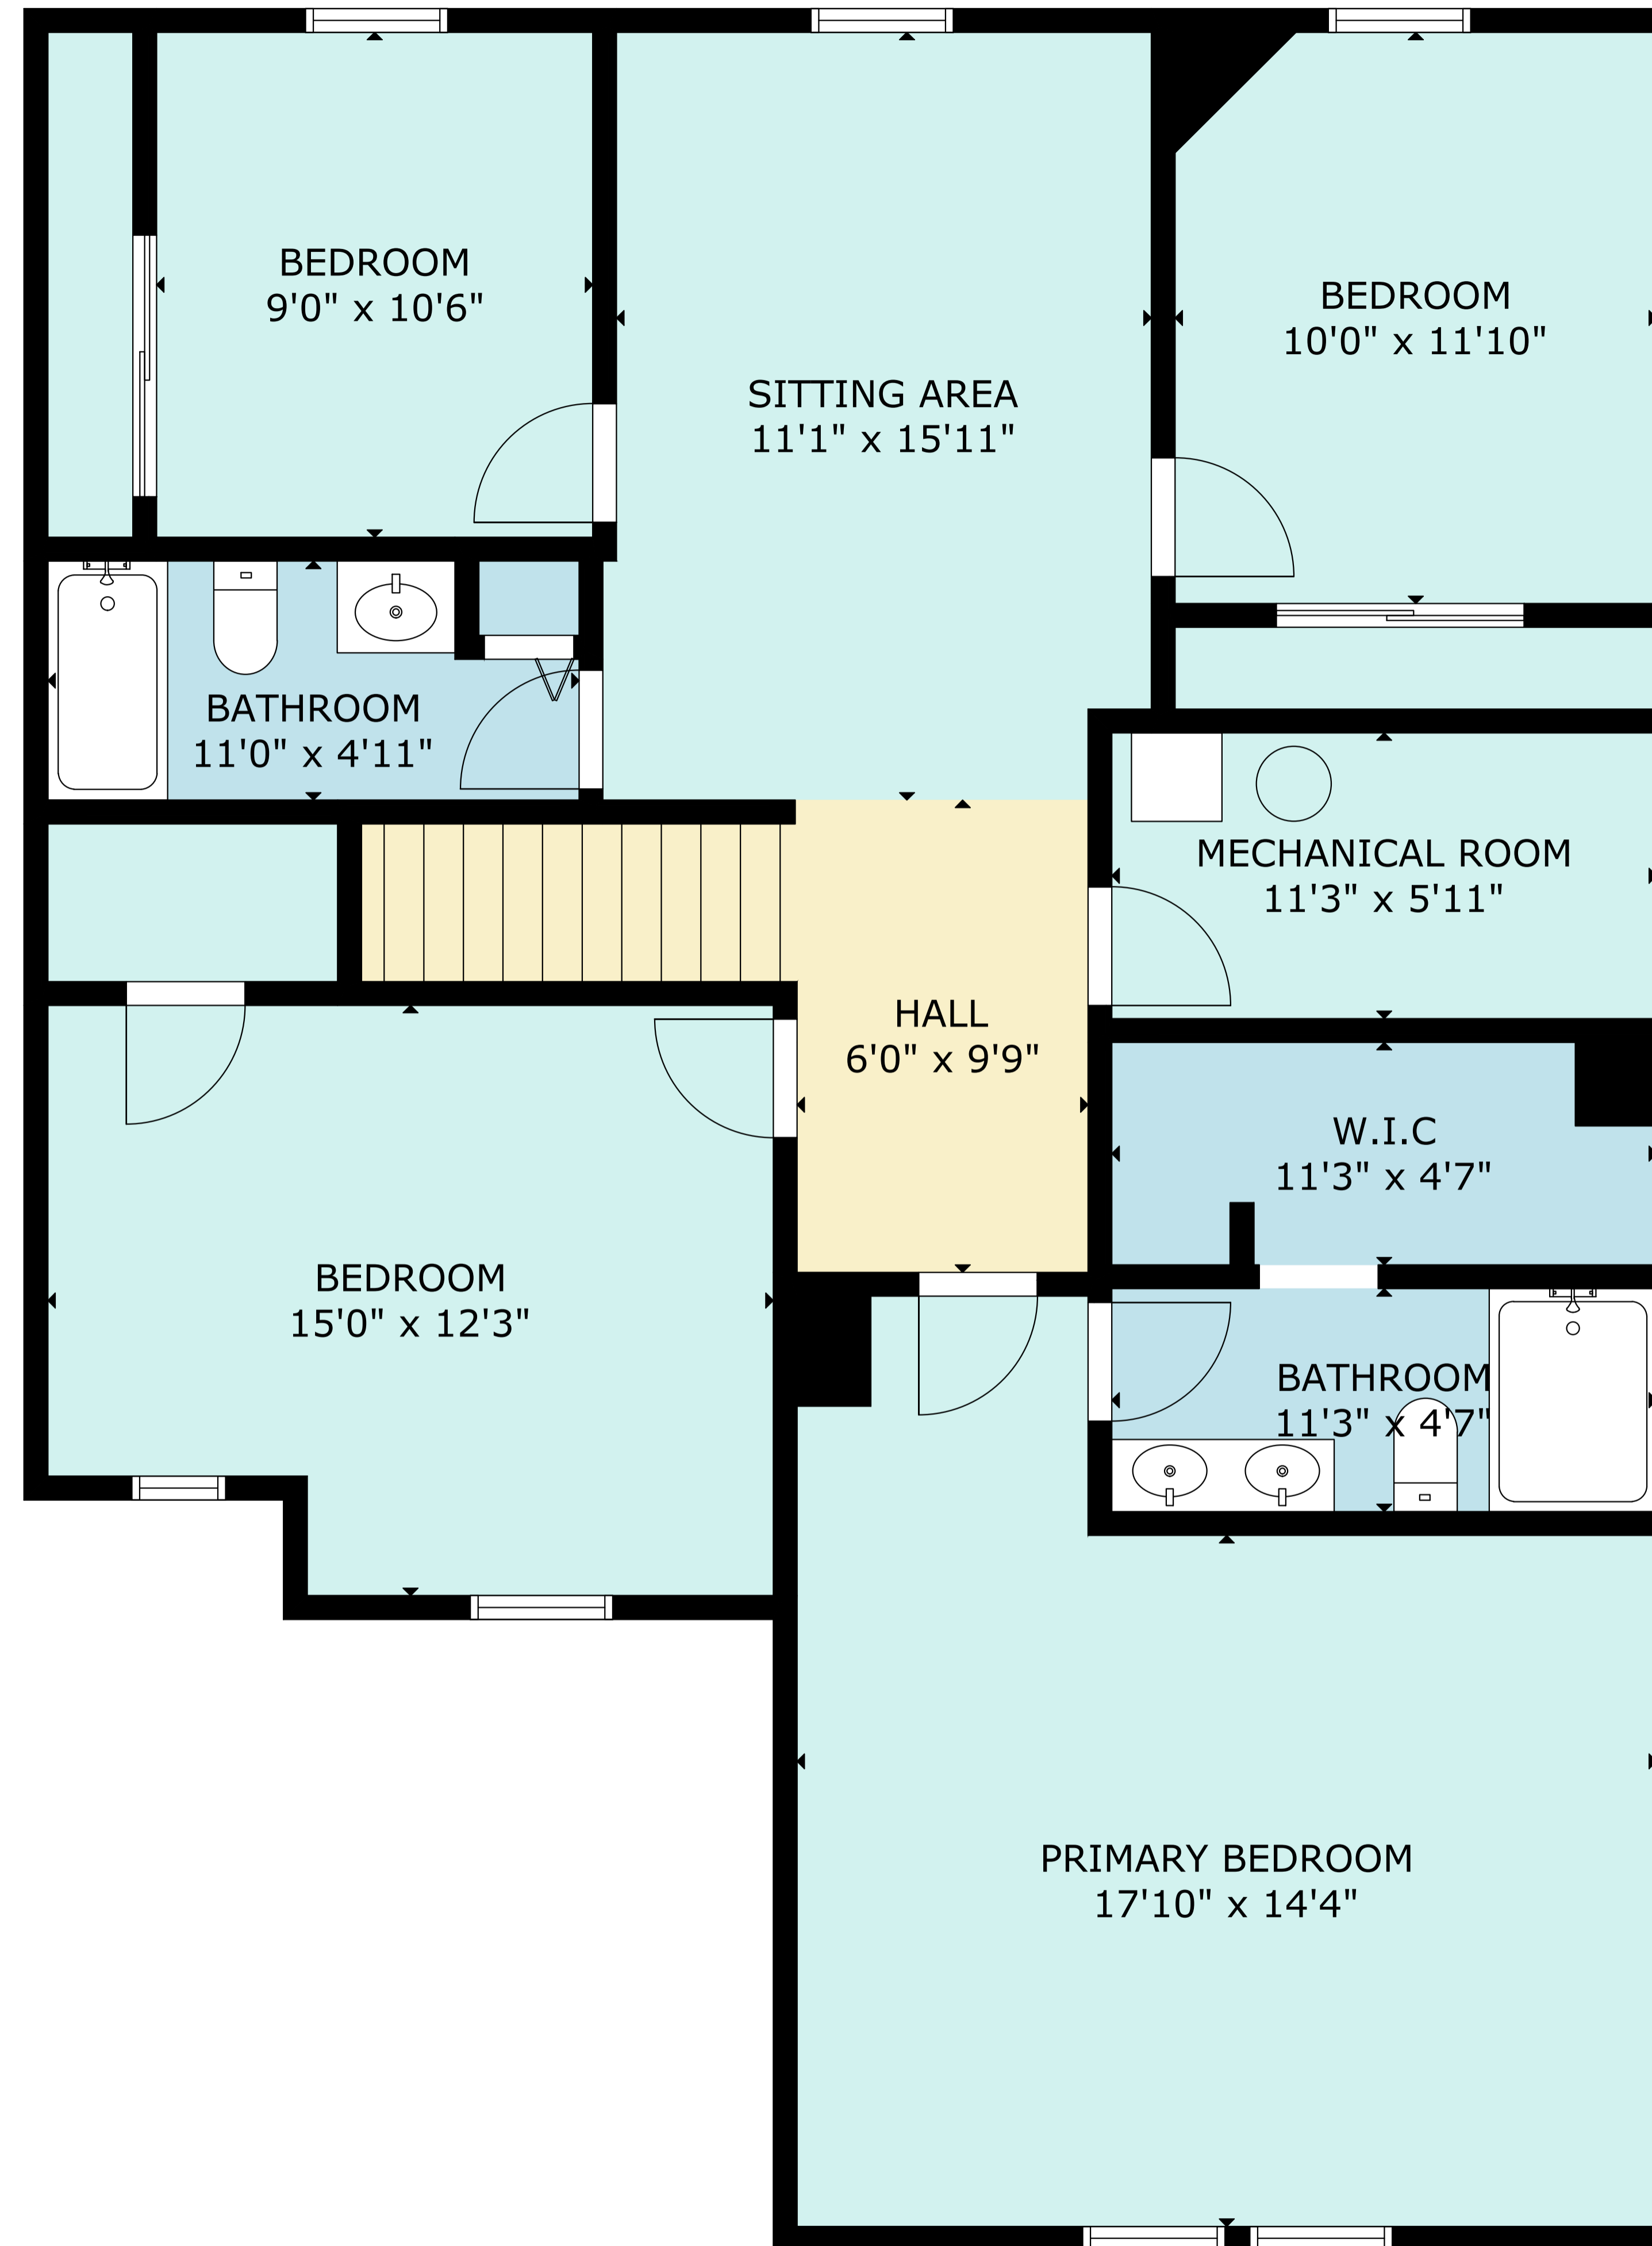 BEDROOM
9'0" x 10'6"
BEDROOM
10'0" x 11'10"
SITTING AREA
11'1" x 15'11"
BATHROOM
11'0" x 4'11"
MECHANICAL ROOM
11'3" x 5'11"
HALL
6'0" x 9'9"
W.I.C
11'3" x 4'7"
BEDROOM
15'0" x 12'3"
BATHROOM
11'3" x 4'7"
PRIMARY BEDROOM
17'10" x 14'4"